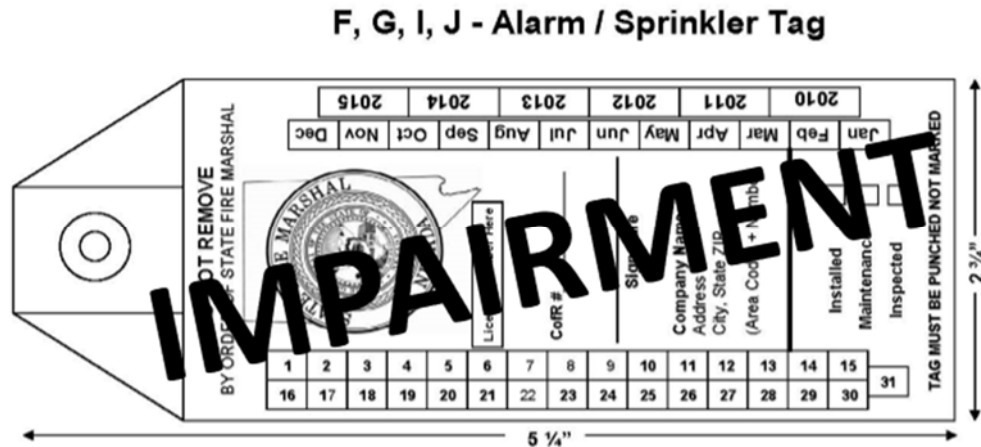 F, G, I, J - Alarm / Sprinkler Tag
2015 2014 2013 2012 2011 2010
Dec Nov Oct Sep Aug Jul Jun May Apr Mar Feb Jan
NOT REMOVE
BY ORDER OF STATE FIRE MARSHAL
MARSHAL
Here
CofR #
Company Name
Address
City, State ZIP
(Area Code + Number
Installed
Maintenance
Inspected
TAG MUST BE PUNCHED NOT MARKED
IMPAIRMENT
1 2 3 4 5 6 7 8 9 10 11 12 13 14 15
16 17 18 19 20 21 22 23 24 25 26 27 28 29 30
31
2 ¾”
5 ¼”